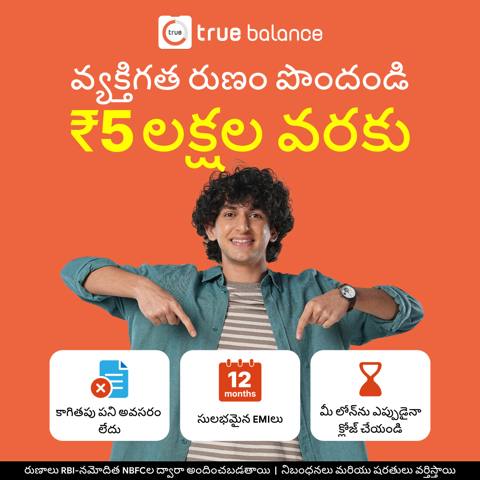 true
true balance
వ్యక్తిగత రుణం పొందండి
₹5 లక్షల వరకు
కాగితపు పని అవసరం
లేదు
12
months
సులభమైన EMIలు
మీ లోన్‌ను ఎప్పుడైనా
క్లోజ్ చేయండి
రుణాలు RBI-నమోదిత NBFCల ద్వారా అందించబడతాయి | నిబంధనలు మరియు షరతులు వర్తిస్తాయి